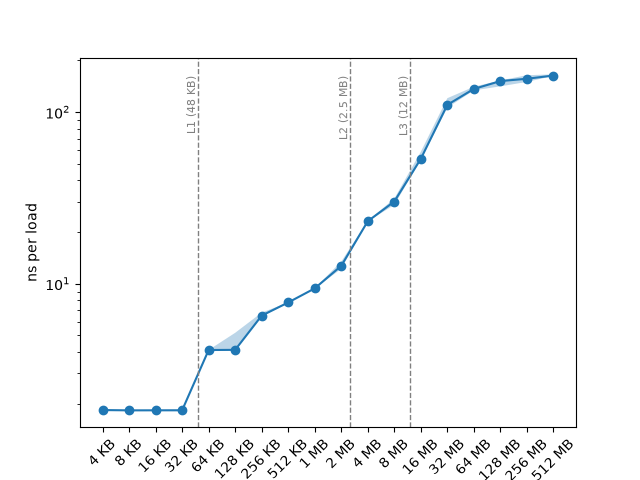 10²
10¹
ns per load
L1 (48 KB)
L2 (2.5 MB)
L3 (12 MB)
4 KB
8 KB
16 KB
32 KB
64 KB
128 KB
256 KB
512 KB
1 MB
2 MB
4 MB
8 MB
16 MB
32 MB
64 MB
128 MB
256 MB
512 MB